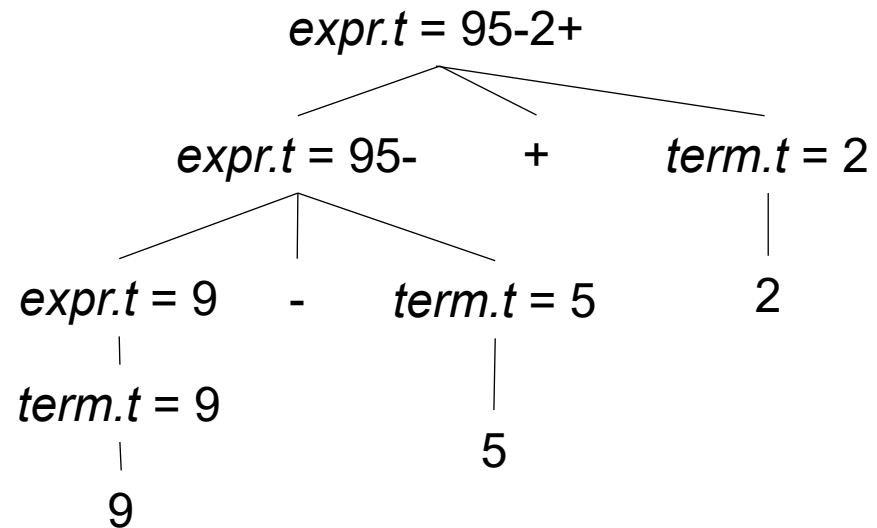 expr.t = 95-2+
expr.t = 95- + term.t = 2
expr.t = 9 - term.t = 5 2
term.t = 9
5
9